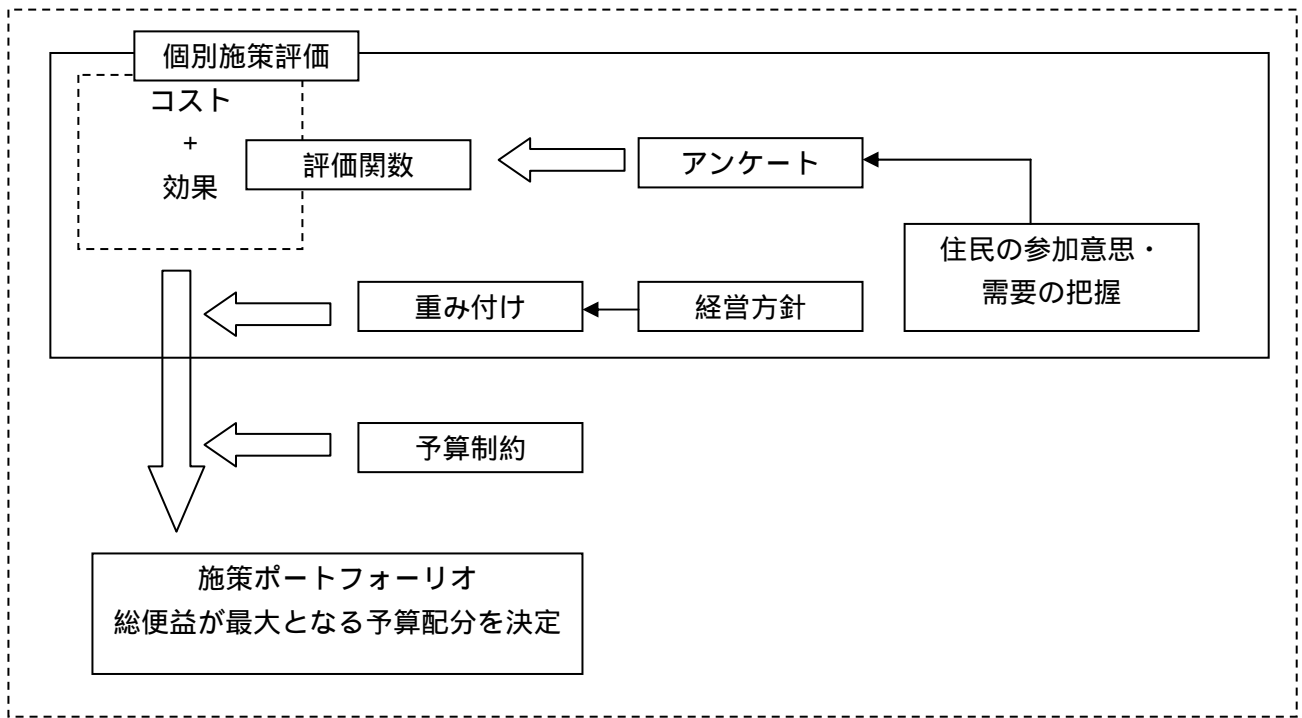 個別施策評価
コスト
+
効果
評価関数
アンケート
住民の参加意思・
需要の把握
重み付け
経営方針
予算制約
施策ポートフォーリオ
総便益が最大となる予算配分を決定